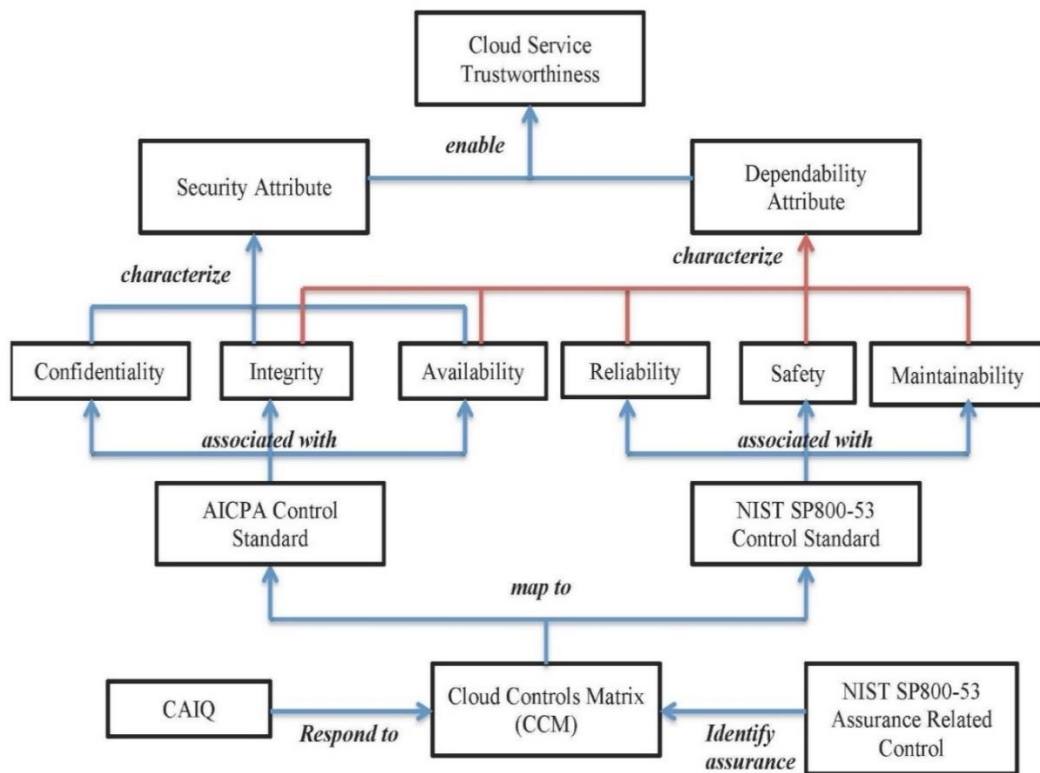 Cloud Service
Trustworthiness
enable
Security Attribute
Dependability
Attribute
characterize
characterize
Confidentiality
Integrity
Availability
Reliability
Safety
Maintainability
associated with
associated with
AICPA Control
Standard
NIST SP800-53
Control Standard
map to
CAIQ
Respond to
Cloud Controls Matrix
(CCM)
Identify
assurance
NIST SP800-53
Assurance Related
Control